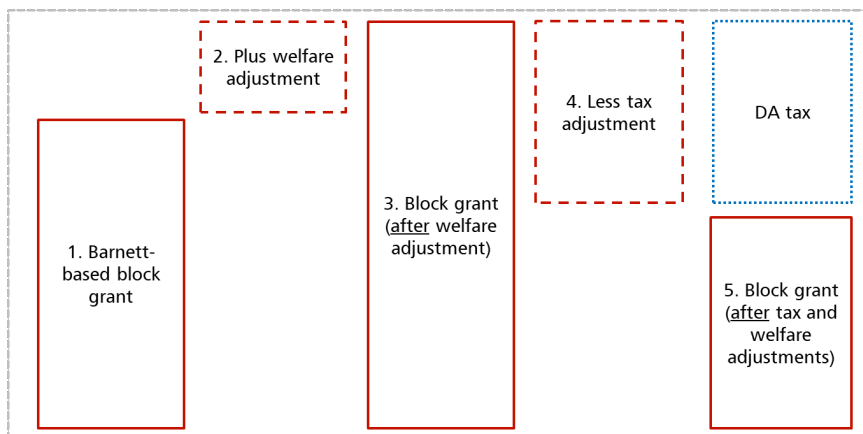 1. Barnett-
based block
grant
2. Plus welfare
adjustment
3. Block grant
(after welfare
adjustment)
4. Less tax
adjustment
DA tax
5. Block grant
(after tax and
welfare
adjustments)